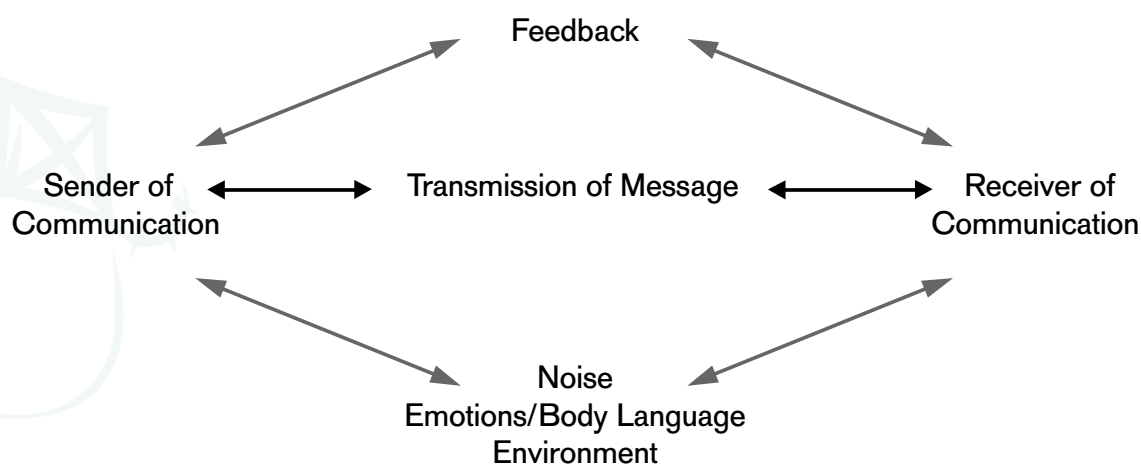 Feedback
Sender of
Communication
Transmission of Message
Receiver of
Communication
Noise
Emotions/Body Language
Environment